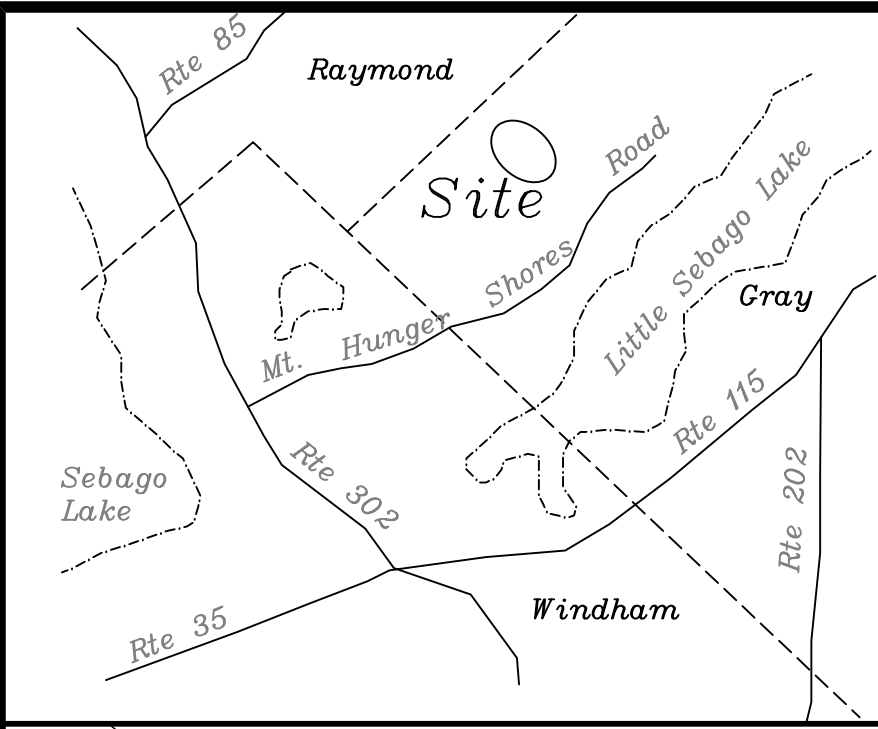 Rte 85
Raymond
Site
Mt. Hunger Shores Road
Little Sebago Lake
Gray
Sebago
Lake
Rte 302
Rte 115
Rte 202
Rte 35
Windham